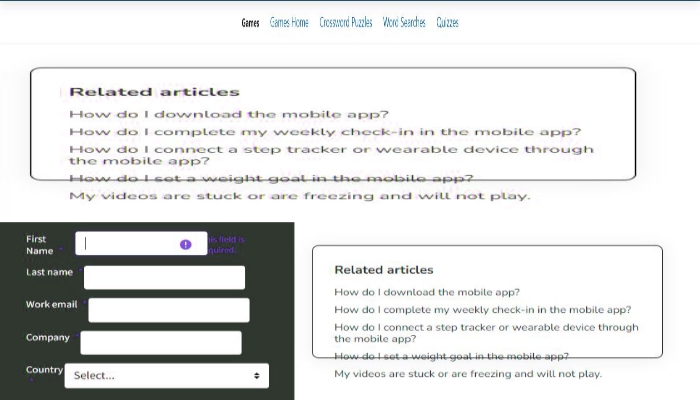 Games Games Home Crossword Puzzles Word Searches Quizzes
Related articles
How do I download the mobile app?
How do I complete my weekly check-in in the mobile app?
How do I connect a step tracker or wearable device through
the mobile app?
How do I set a weight goal in the mobile app?
My videos are stuck or are freezing and will not play.
First
Name
field is
Last name
Work email
Company
Country
Select...
Related articles
How do I download the mobile app?
How do I complete my weekly check-in in the mobile app?
How do I connect a step tracker or wearable device through
the mobile app?
How do I set a weight goal in the mobile app?
My videos are stuck or are freezing and will not play.